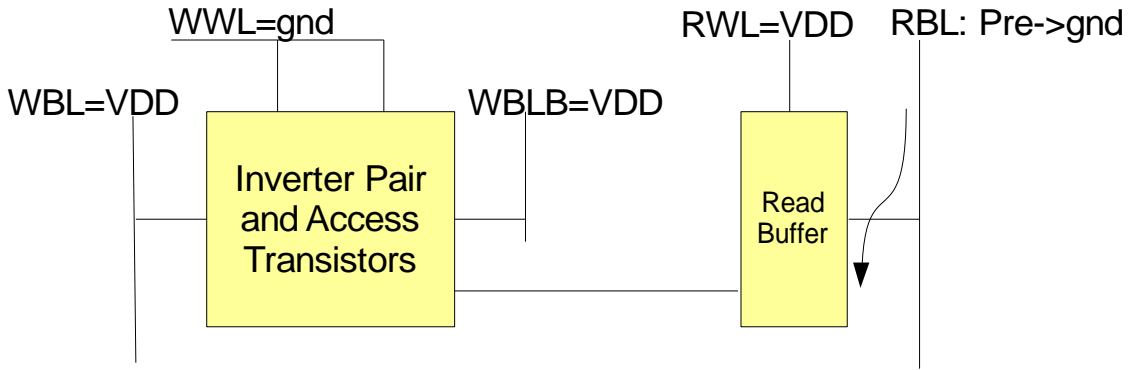 WWL=gnd
RWL=VDD
RBL: Pre->gnd
WBL=VDD
WBLB=VDD
Inverter Pair
and Access
Transistors
Read
Buffer